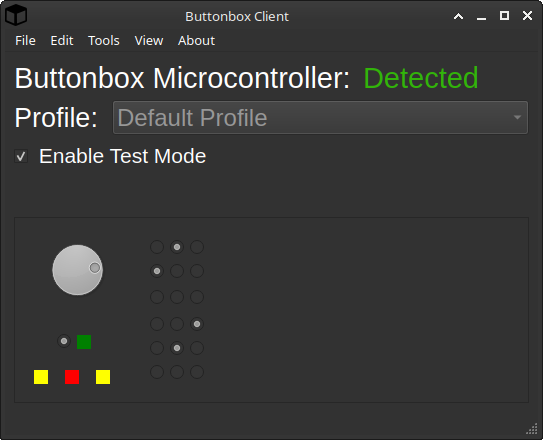 Buttonbox Client
File Edit Tools View About
Buttonbox Microcontroller: Detected
Profile: Default Profile
Enable Test Mode